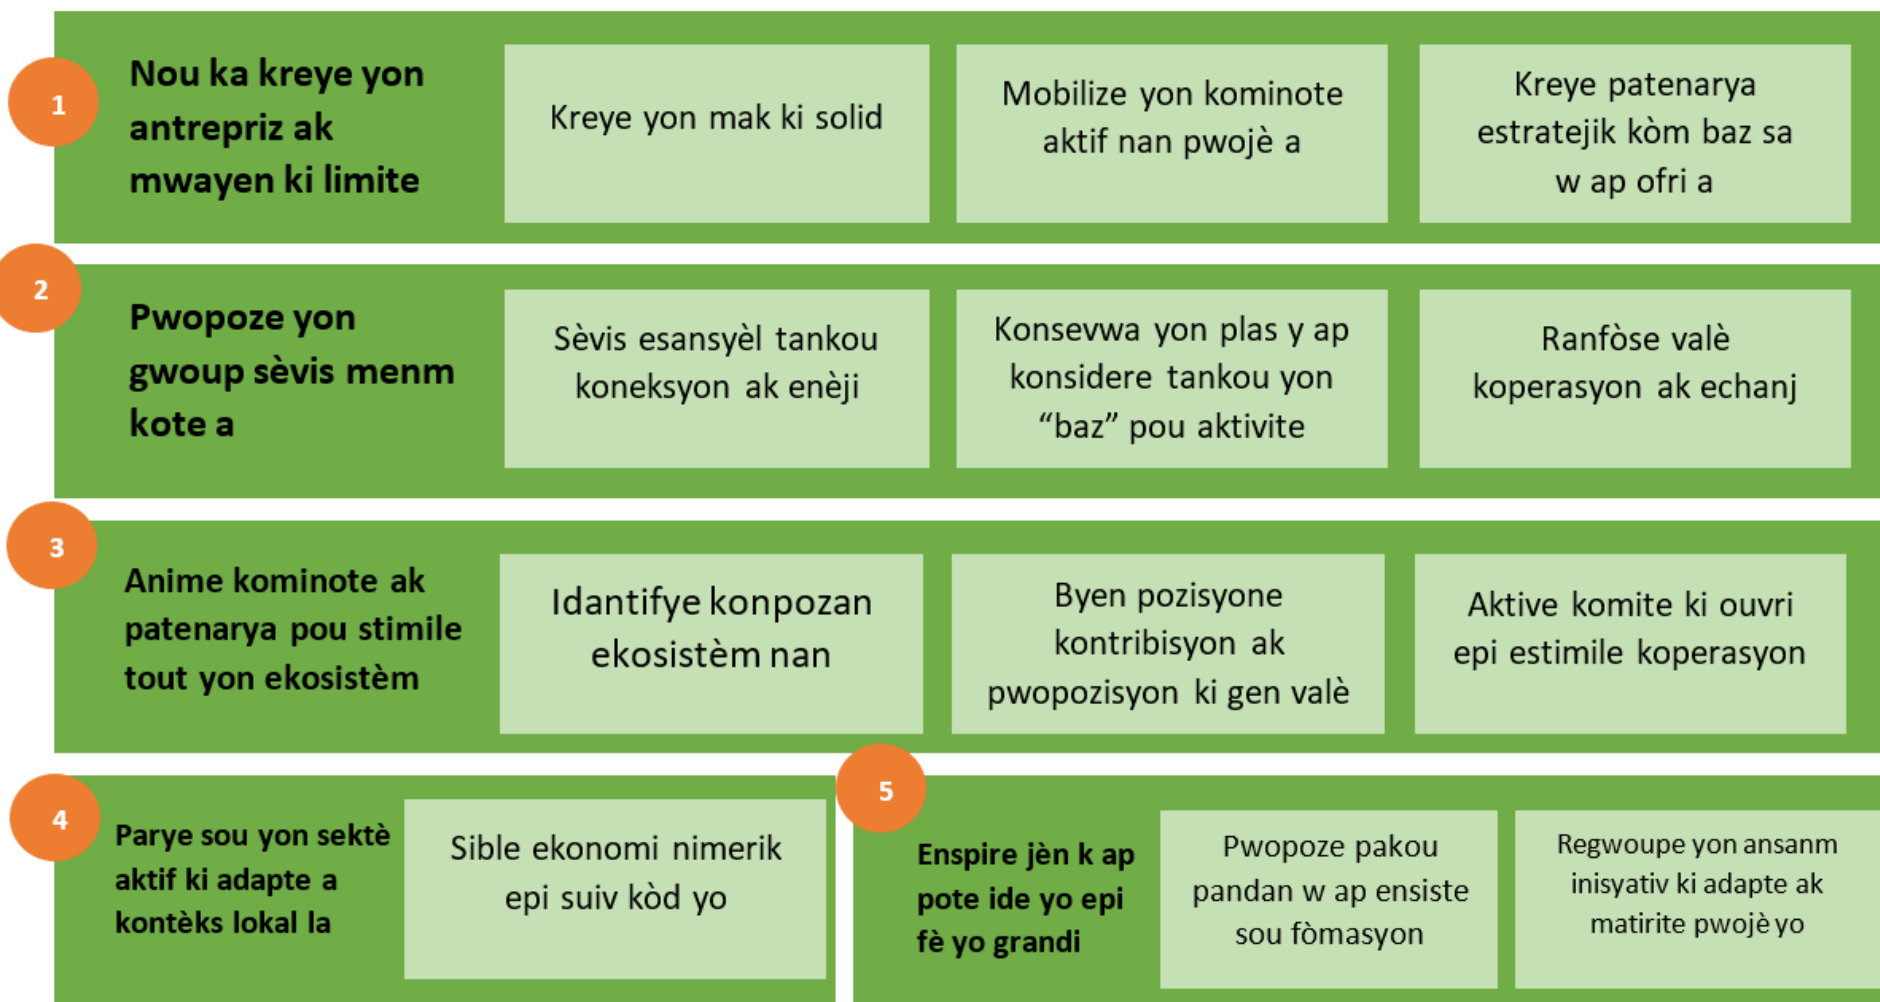 1
Nou ka kreye yon
antrepriz ak
mwayen ki limite
Kreye yon mak ki solid
Mobilize yon kominote
aktif nan pwojè a
Kreye patenarya
estratejik kòm baz sa
w ap ofri a
2
Pwopoze yon
gwoup sèvis menm
kote a
Sèvis esansyèl tankou
koneksyon ak enèji
Konsevwa yon plas y ap
konsidere tankou yon
“baz” pou aktivite
Ranfòse valè
koperasyon ak echanj
3
Anime kominote ak
patenarya pou stimile
tout yon ekosistèm
Idantifye konpozan
ekosistèm nan
Byen pozisyone
kontribisyon ak
pwopozisyon ki gen valè
Aktive komite ki ouvri
epi estimile koperasyon
4
Parye sou yon sektè
aktif ki adapte a
kontèks lokal la
Sible ekonomi nimerik
epi suiv kòd yo
5
Enspire jèn k ap
pote ide yo epi
fè yo grandi
Pwopoze pakou
pandan w ap ensiste
sou fòmasyon
Regwoupe yon ansanm
inisyativ ki adapte ak
matirite pwojè yo